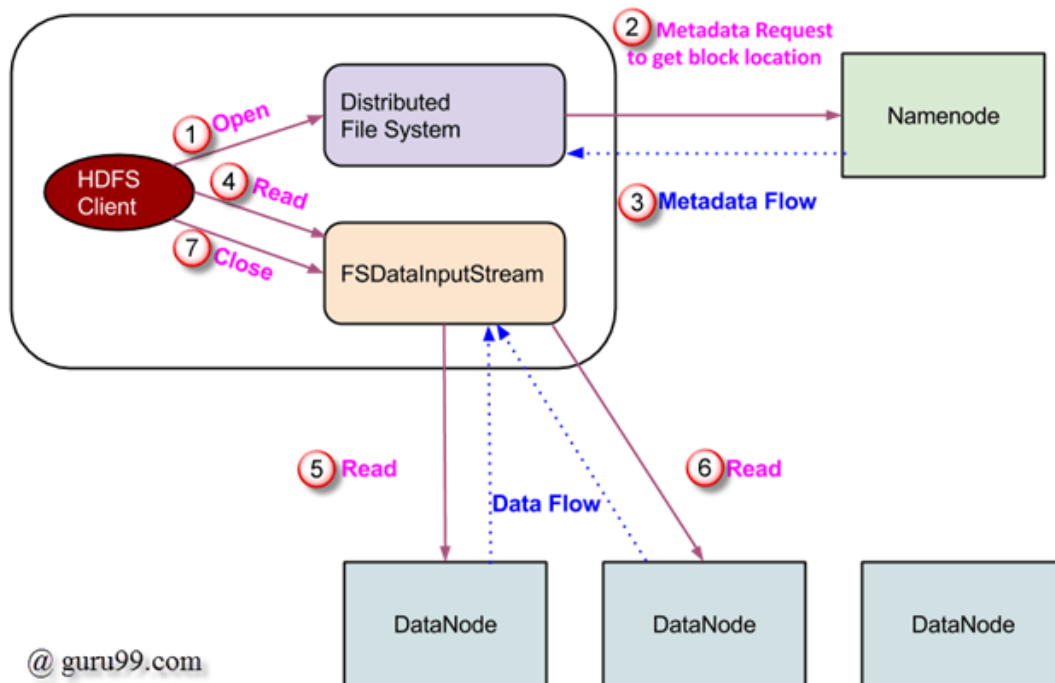 2 Metadata Request
to get block location
Distributed
File System
Namenode
1 Open
HDFS
Client
4 Read
3 Metadata Flow
7 Close
FSDataInputStream
5 Read
6 Read
Data Flow
DataNode
DataNode
DataNode
@ guru99.com